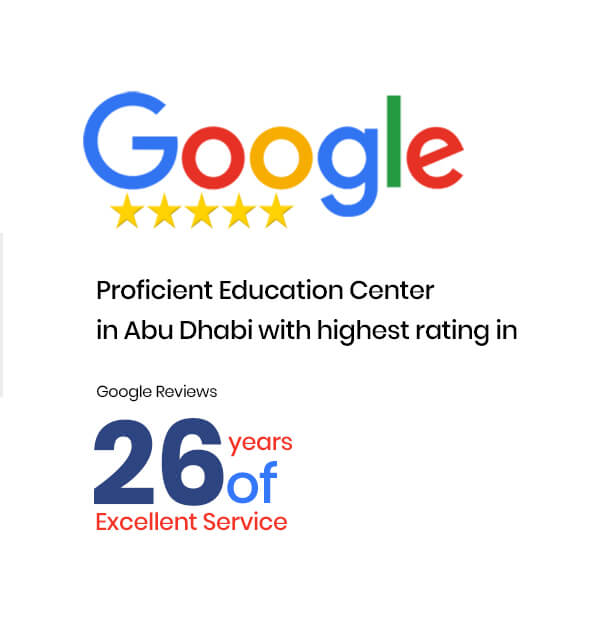 Google
Proficient Education Center
in Abu Dhabi with highest rating in
Google Reviews
26 years of
Excellent Service